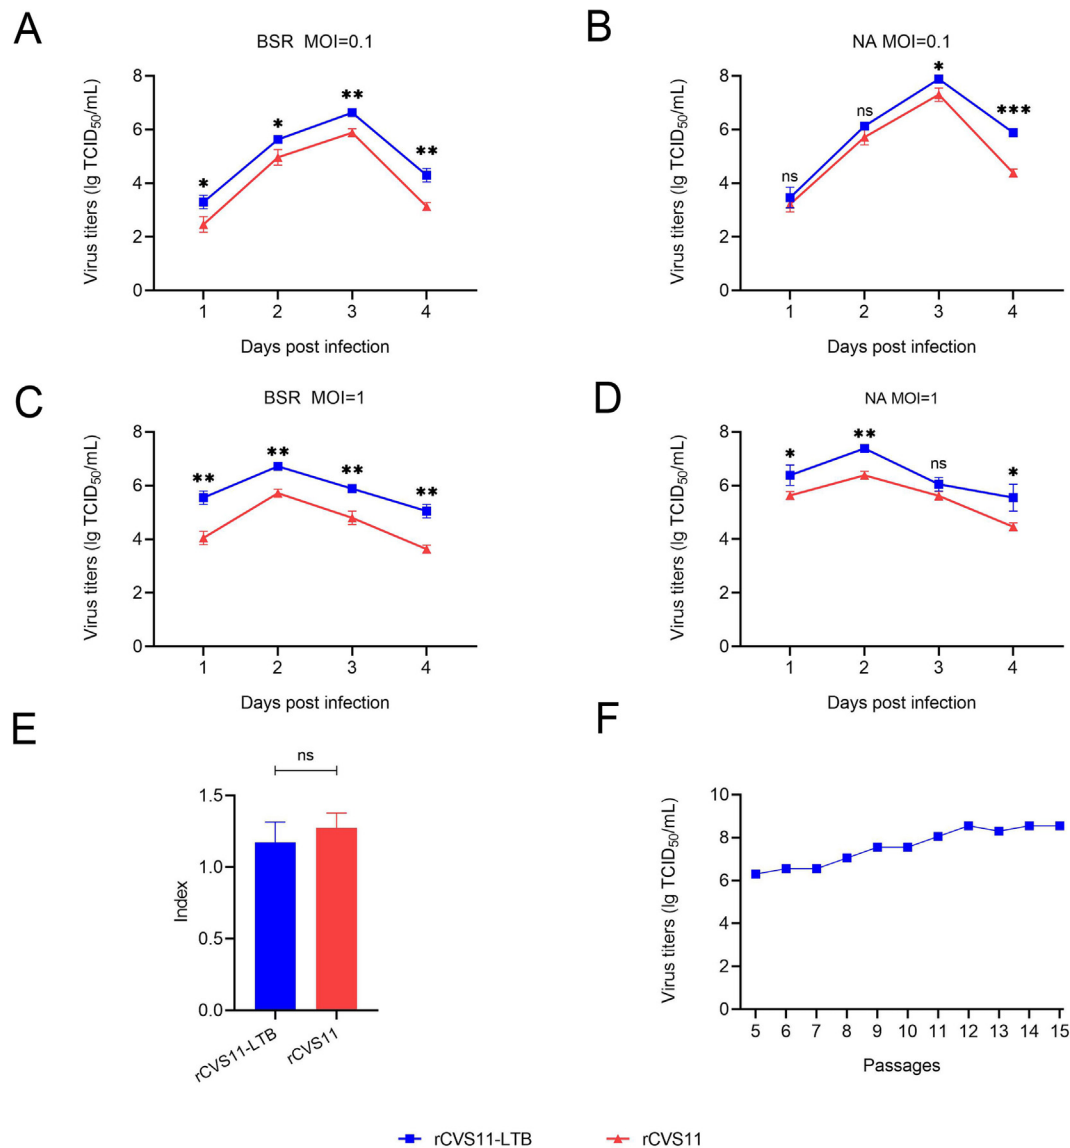 A
BSR MOI=0.1
Virus titers (lg TCID50/mL)
8
6
4
2
0
*
*
**
**
1 2 3 4
Days post infection
B
NA MOI=0.1
Virus titers (lg TCID50/mL)
8
6
4
2
0
ns
ns
*
***
1 2 3 4
Days post infection
C
BSR MOI=1
Virus titers (lg TCID50/mL)
8
6
4
2
0
**
**
**
**
1 2 3 4
Days post infection
D
NA MOI=1
Virus titers (lg TCID50/mL)
8
6
4
2
0
*
**
ns
*
1 2 3 4
Days post infection
E
ns
Index
1.5
1.0
0.5
0.0
rCVS11-LTB
rCVS11
F
Virus titers (lg TCID50/mL)
10
8
6
4
2
0
5 6 7 8 9 10 11 12 13 14 15
Passages
rCVS11-LTB rCVS11